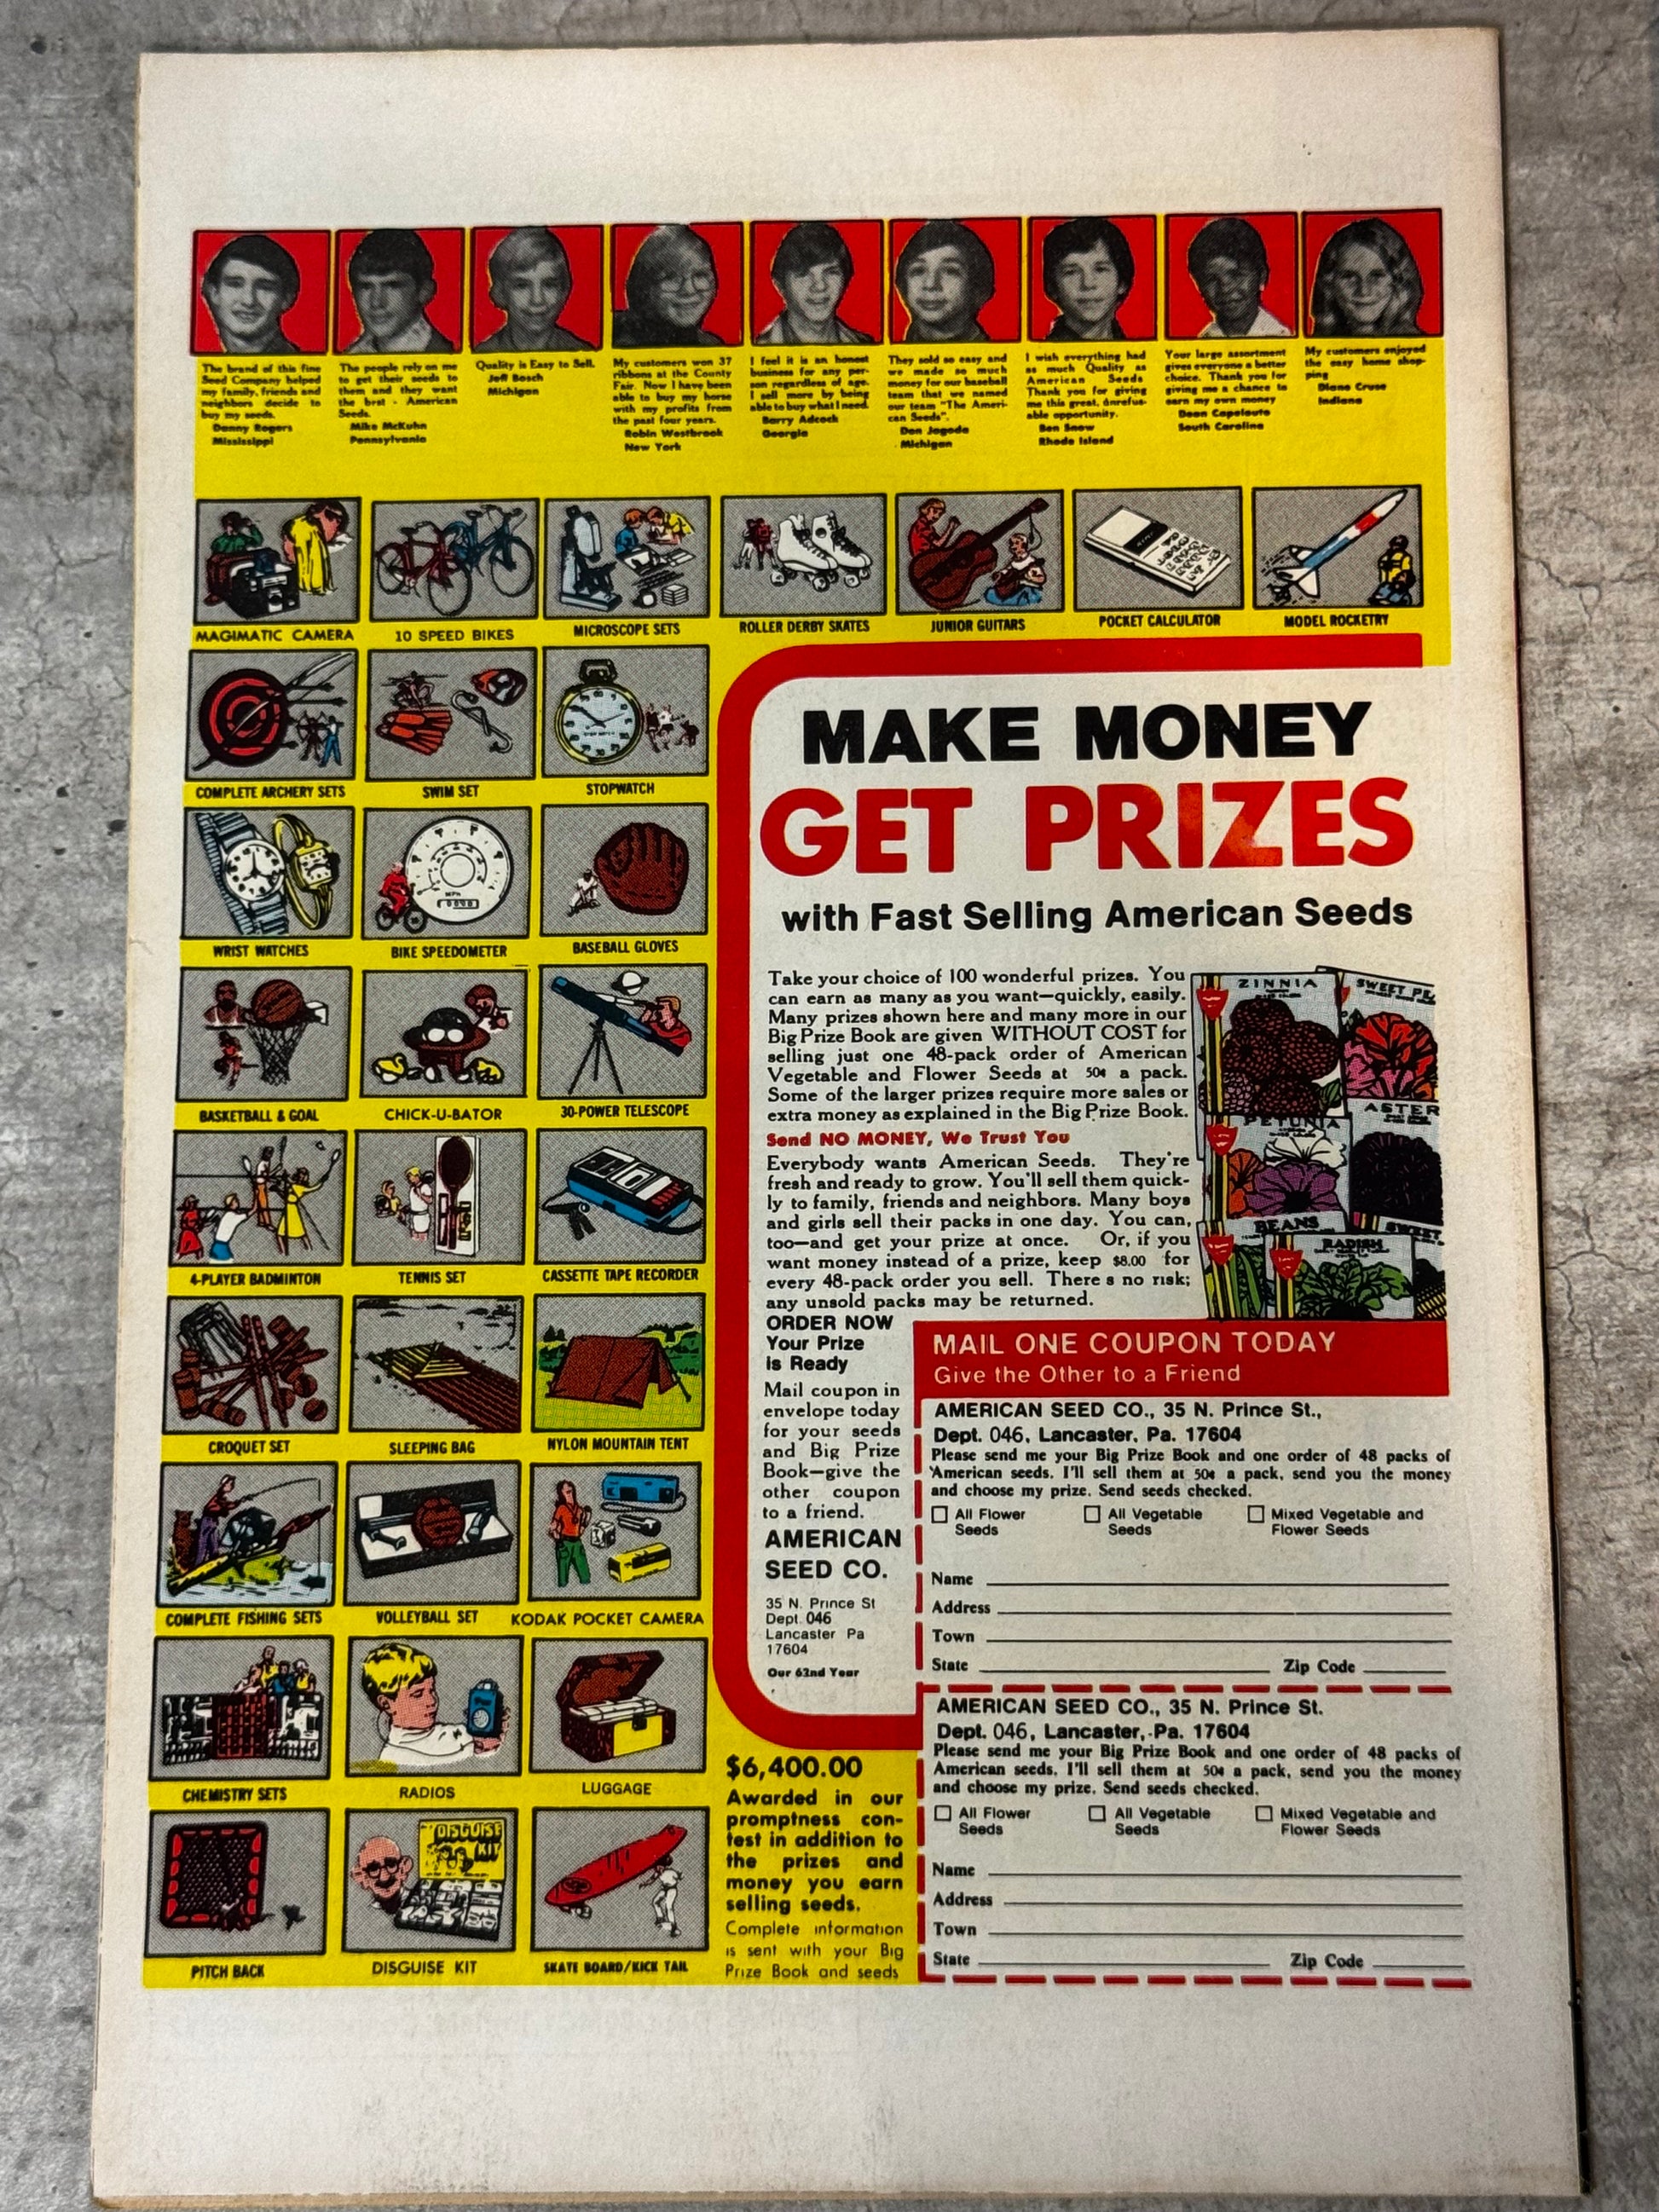 The brand of this fine
Seed Company helped
my family, friends and
neighbors decide to
buy my seeds.
Danny Rogers
Mississippi
The people rely on me
to get their seeds to
them and they want
the best - American
Seeds.
Mike McKuhn
Pennsylvania
Quality is Easy to Sell.
Jeff Bosch
Michigan
My customers won 37
ribbons at the County
Fair. Now I have been
able to buy my horse
with my profits from
the past four years.
Robin Westbrook
New York
I feel it is an honest
business for any per-
son regardless of age.
I sell more by being
able to buy what I need.
Barry Adcock
Georgia
They sold so easy and
we made so much
money for our baseball
team that we named
our team "The Ameri-
can Seeds".
Don Jagoda
Michigan
I wish everything had
as much Quality as
American Seeds
Thank you for giving
me this great, unrefus-
able opportunity.
Ben Snow
Rhode Island
Your large assortment
gives everyone a better
choice. Thank you for
giving me a chance to
earn my own money
Dean Capelouto
South Carolina
My customers enjoyed
the easy home shop-
ping
Diane Cruse
Indiana
MAGIMATIC CAMERA
10 SPEED BIKES
MICROSCOPE SETS
ROLLER DERBY SKATES
JUNIOR GUITARS
POCKET CALCULATOR
MODEL ROCKETRY
COMPLETE ARCHERY SETS
SWIM SET
STOPWATCH
WRIST WATCHES
BIKE SPEEDOMETER
BASEBALL GLOVES
BASKETBALL & GOAL
CHICK-U-BATOR
30-POWER TELESCOPE
4-PLAYER BADMINTON
TENNIS SET
CASSETTE TAPE RECORDER
CROQUET SET
SLEEPING BAG
NYLON MOUNTAIN TENT
COMPLETE FISHING SETS
VOLLEYBALL SET
KODAK POCKET CAMERA
CHEMISTRY SETS
RADIOS
LUGGAGE
DISGUISE
KIT
PITCH BACK
DISGUISE KIT
SKATE BOARD/KICK TAIL
MAKE MONEY
GET PRIZES
with Fast Selling American Seeds
Take your choice of 100 wonderful prizes. You
can earn as many as you want—quickly, easily.
Many prizes shown here and many more in our
Big Prize Book are given WITHOUT COST for
selling just one 48-pack order of American
Vegetable and Flower Seeds at 50¢ a pack.
Some of the larger prizes require more sales or
extra money as explained in the Big Prize Book.
Send NO MONEY, We Trust You
Everybody wants American Seeds. They're
fresh and ready to grow. You'll sell them quick-
ly to family, friends and neighbors. Many boys
and girls sell their packs in one day. You can,
too—and get your prize at once. Or, if you
want money instead of a prize, keep $8.00 for
every 48-pack order you sell. There s no risk;
any unsold packs may be returned.
ZINNIA
SWEET PE
PETUNIA
ASTER
BEANS
SWEET
RADISH
ORDER NOW
Your Prize
is Ready
Mail coupon in
envelope today
for your seeds
and Big Prize
Book—give the
other coupon
to a friend.
AMERICAN
SEED CO.
35 N. Prince St
Dept. 046
Lancaster Pa
17604
Our 62nd Year
MAIL ONE COUPON TODAY
Give the Other to a Friend
AMERICAN SEED CO., 35 N. Prince St.,
Dept. 046, Lancaster, Pa. 17604
Please send me your Big Prize Book and one order of 48 packs of
American seeds. I'll sell them at 50¢ a pack, send you the money
and choose my prize. Send seeds checked.
All Flower
Seeds
All Vegetable
Seeds
Mixed Vegetable and
Flower Seeds
Name
Address
Town
State Zip Code
AMERICAN SEED CO., 35 N. Prince St.
Dept. 046, Lancaster, Pa. 17604
Please send me your Big Prize Book and one order of 48 packs of
American seeds. I'll sell them at 50¢ a pack, send you the money
and choose my prize. Send seeds checked.
All Flower
Seeds
All Vegetable
Seeds
Mixed Vegetable and
Flower Seeds
Name
Address
Town
State Zip Code
$6,400.00
Awarded in our
promptness con-
test in addition to
the prizes and
money you earn
selling seeds.
Complete information
is sent with your Big
Prize Book and seeds